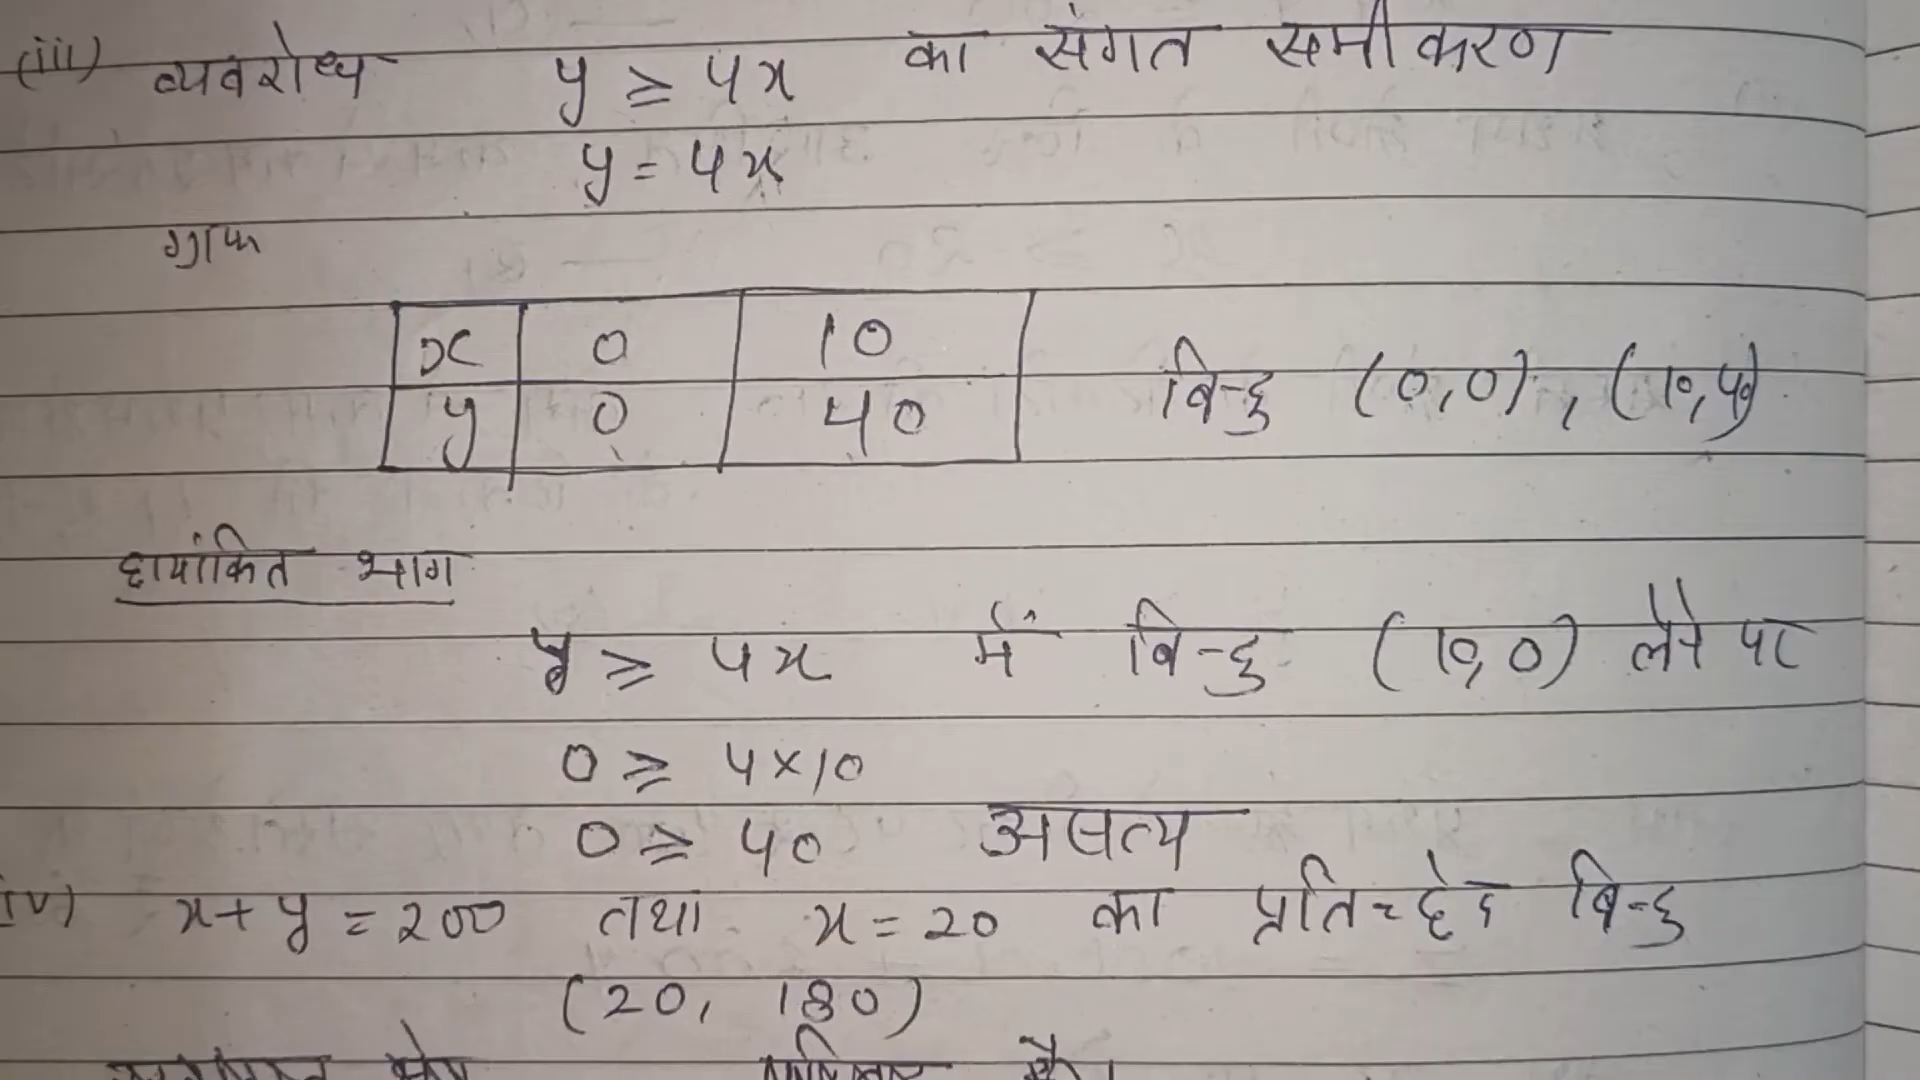 (iii) व्यवरोध y ≥ 4x का संगत समीकरण
y = 4x
ग्राफ
x 0 10
y 0 40 बिन्दु (0,0), (10,40)
छायांकित भाग
y ≥ 4x में बिन्दु (10,0) लेने पर
0 ≥ 4×10
0 ≥ 40 असत्य
iv) x+y = 200 तथा x = 20 का प्रतिच्छेद बिन्दु
(20, 180)
है।